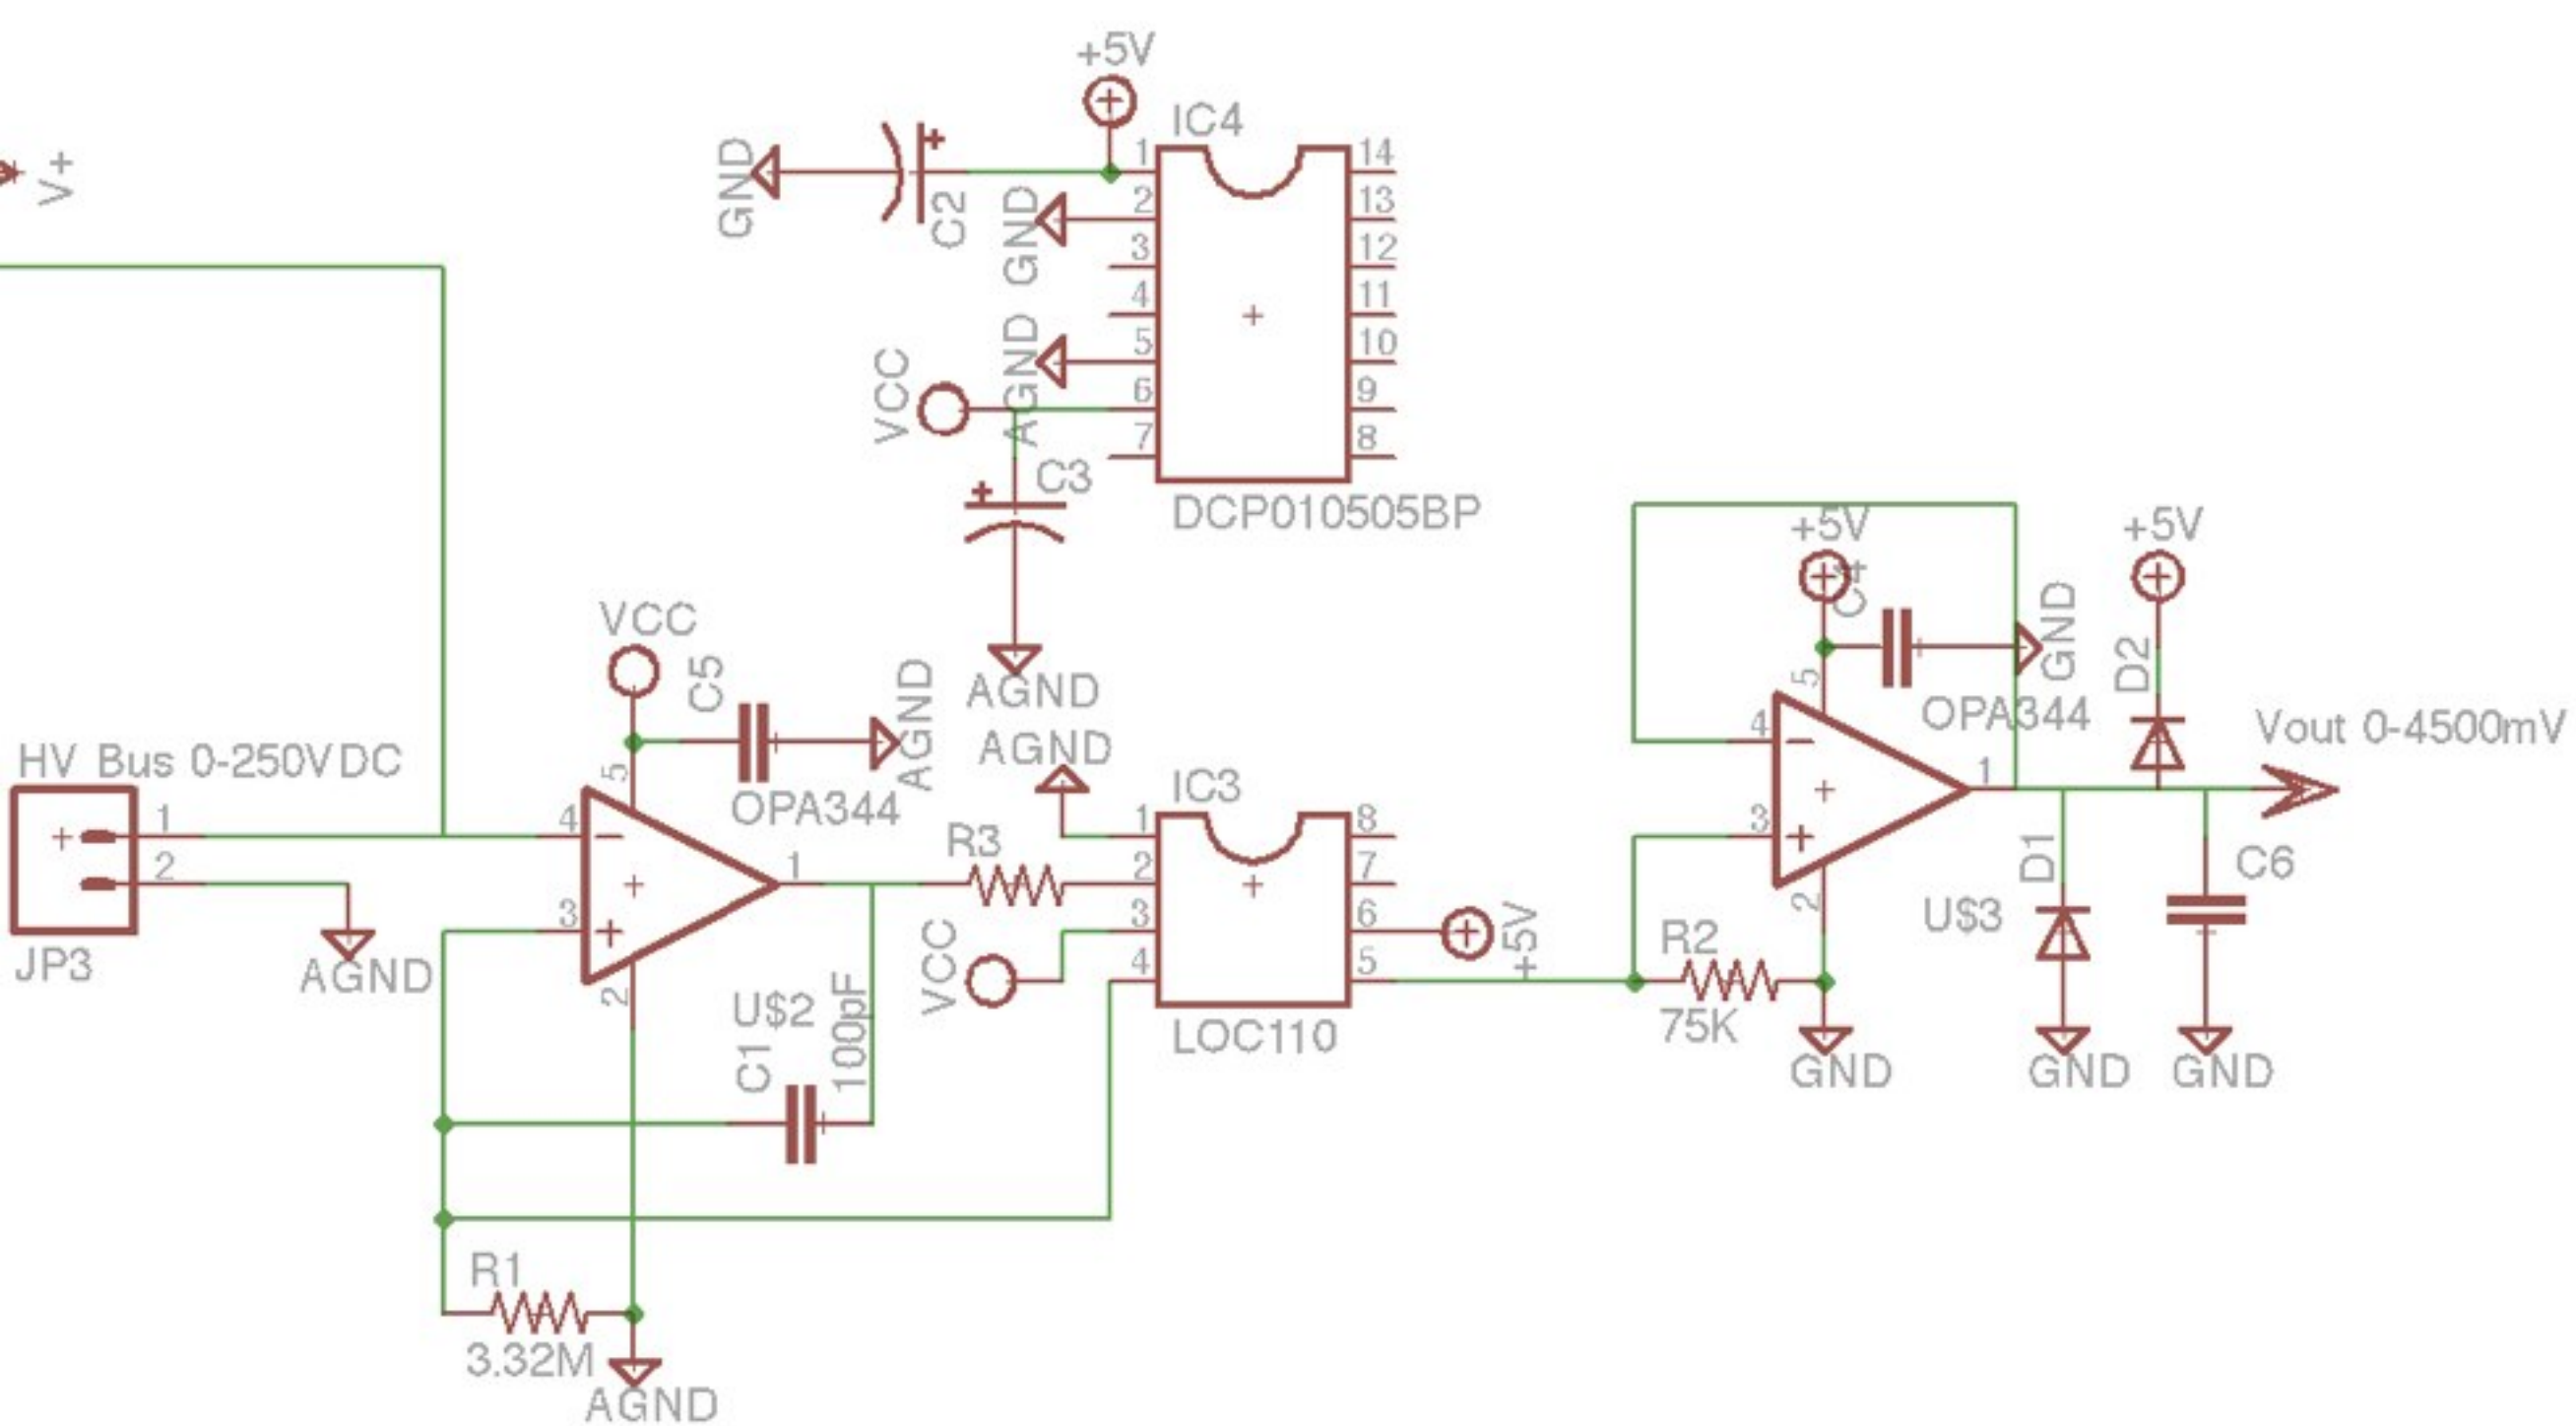 +5V
IC4
V+
GND
C2
GND
AGND
VCC
1
2
3
4
5
6
7
14
13
12
11
10
9
8
C3
DCP010505BP
AGND
VCC
C5
AGND
5
OPA344
HV Bus 0-250VDC
+
1
2
JP3
AGND
4
3
1
2
U$2
C1
100pF
R1
3.32M
AGND
R3
AGND
VCC
IC3
1
2
3
4
8
7
6
5
LOC110
+5V
+5V
C4
GND
5
OPA344
4
3
1
2
U$3
R2
75K
GND
+5V
D2
D1
GND
C6
GND
Vout 0-4500mV